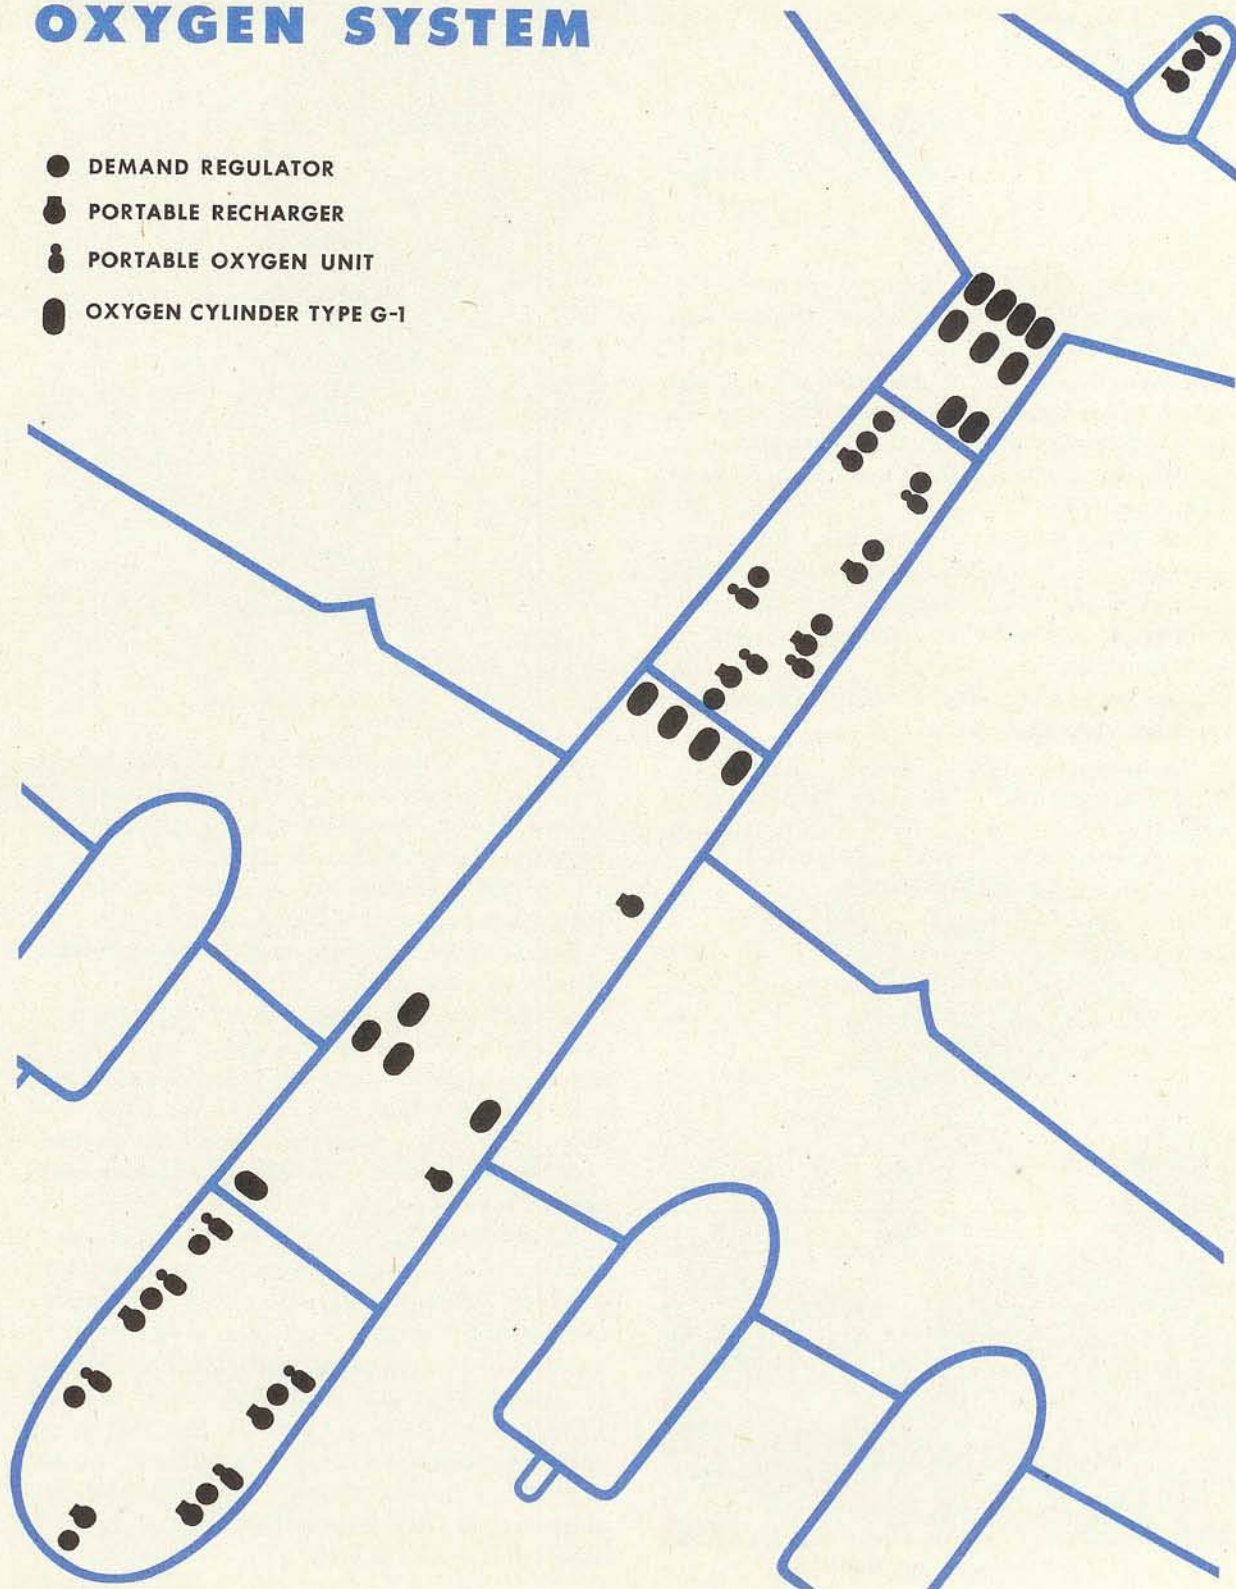 OXYGEN SYSTEM
DEMAND REGULATOR
PORTABLE RECHARGER
PORTABLE OXYGEN UNIT
OXYGEN CYLINDER TYPE G-1